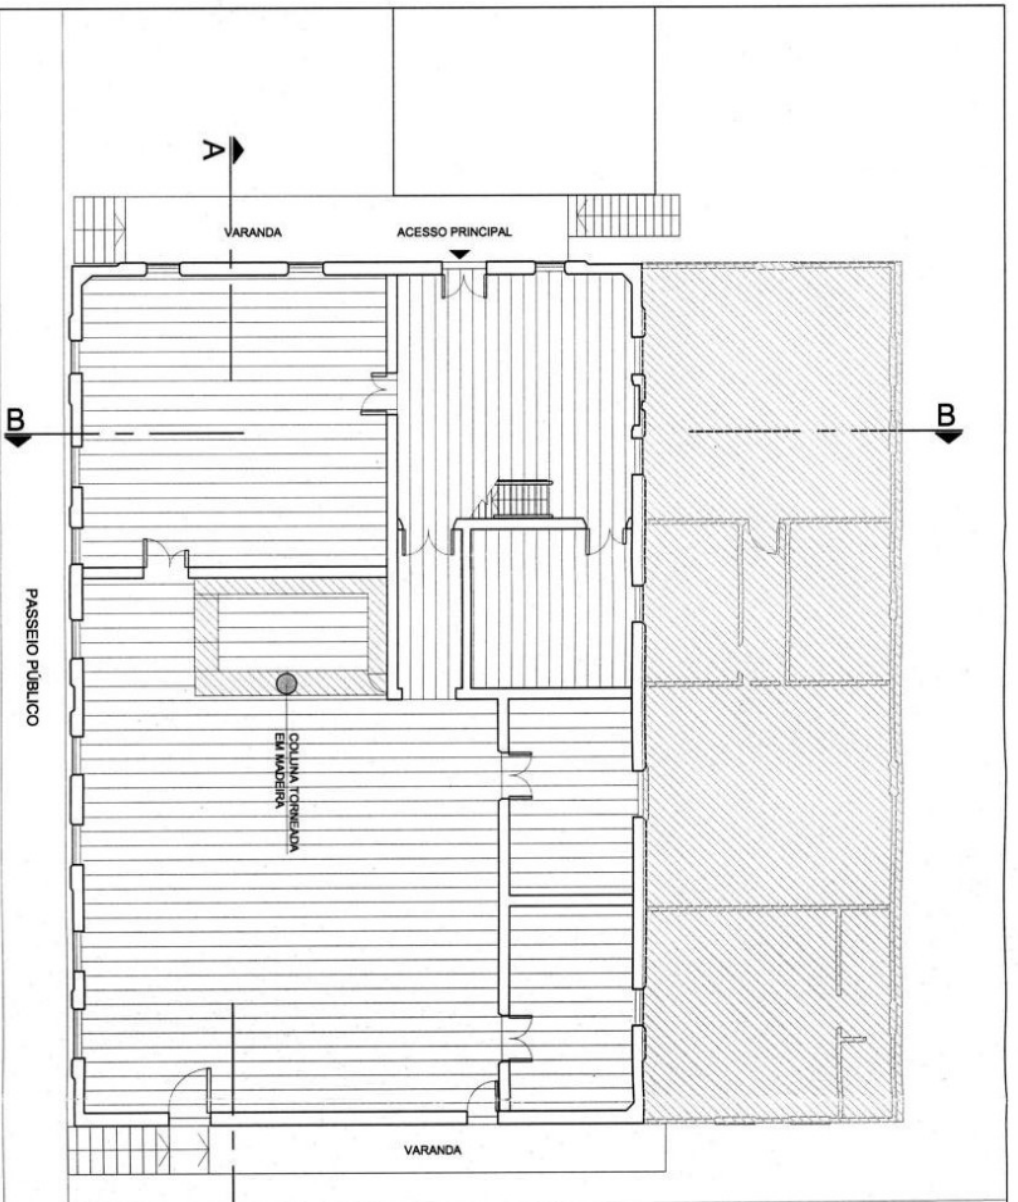 A
VARANDA
ACESSO PRINCIPAL
B
B
PASSEIO PÚBLICO
COLUNA TORNEADA
EM MADEIRA
VARANDA